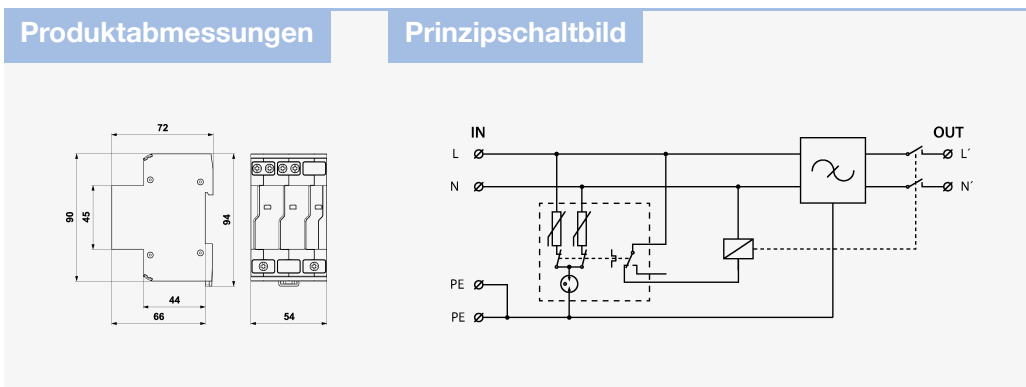 Produktabmessungen
Prinzipschaltbild
72
90
45
94
44
66
54
IN
OUT
L
L´
N
N´
PE
PE